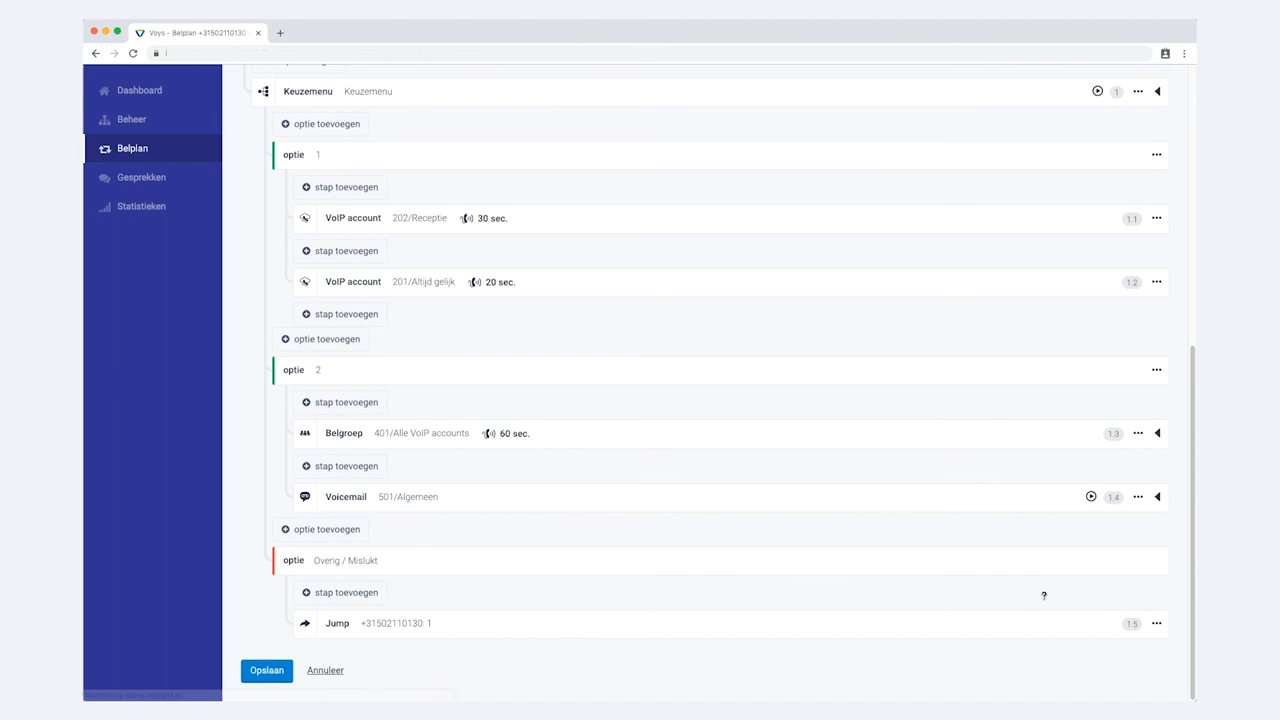 Voys - Belplan +31502110130
Dashboard
Beheer
Belplan
Gesprekken
Statistieken
Keuzemenu Keuzemenu 1
optie toevoegen
optie 1
stap toevoegen
VoIP account 202/Receptie 30 sec. 1.1
stap toevoegen
VoIP account 201/Altijd gelijk 20 sec. 1.2
stap toevoegen
optie toevoegen
optie 2
stap toevoegen
Belgroep 401/Alle VoIP accounts 60 sec. 1.3
stap toevoegen
Voicemail 501/Algemeen 1.4
optie toevoegen
optie Overig / Mislukt
stap toevoegen
?
Jump +31502110130: 1 1.5
Opslaan Annuleer